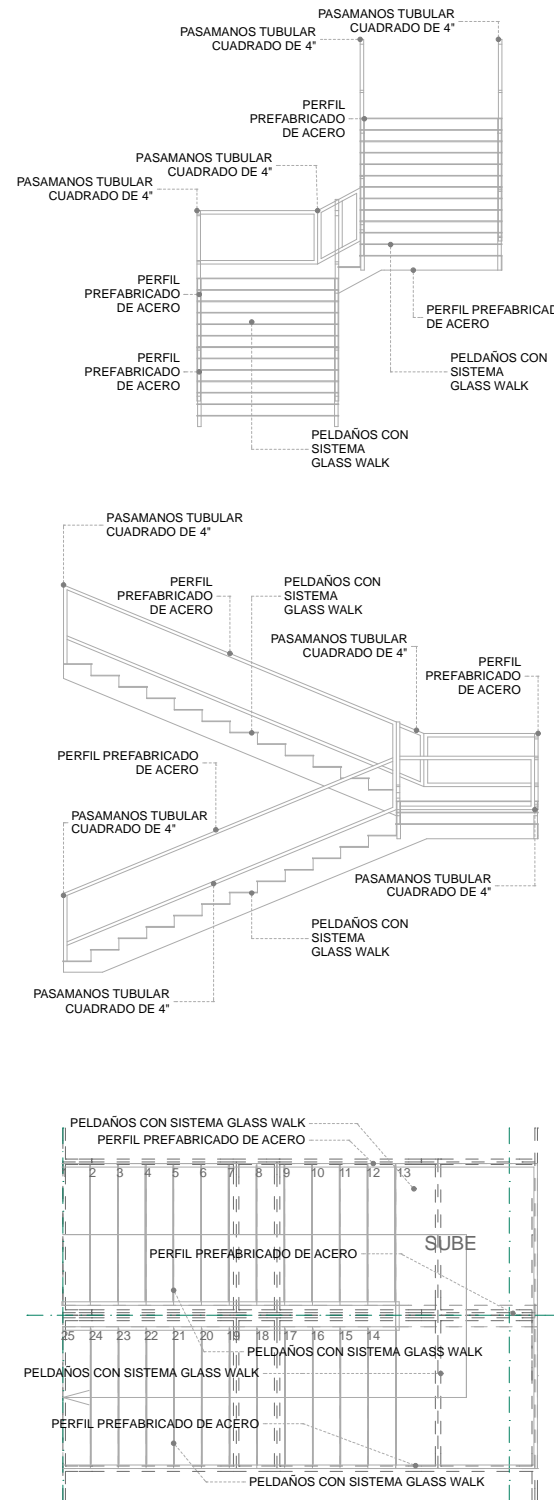 PASAMANOS TUBULAR
CUADRADO DE 4"
PASAMANOS TUBULAR
CUADRADO DE 4"
PERFIL
PREFABRICADO
DE ACERO
PASAMANOS TUBULAR
CUADRADO DE 4"
PASAMANOS TUBULAR
CUADRADO DE 4"
PERFIL
PREFABRICADO
DE ACERO
PERFIL PREFABRICAD
DE ACERO
PERFIL
PREFABRICADO
DE ACERO
PELDAÑOS CON
SISTEMA
GLASS WALK
PELDAÑOS CON
SISTEMA
GLASS WALK
PASAMANOS TUBULAR
CUADRADO DE 4"
PERFIL
PREFABRICADO
DE ACERO
PELDAÑOS CON
SISTEMA
GLASS WALK
PASAMANOS TUBULAR
CUADRADO DE 4"
PERFIL
PREFABRICADO
DE ACERO
PERFIL PREFABRICADO
DE ACERO
PASAMANOS TUBULAR
CUADRADO DE 4"
PASAMANOS TUBULAR
CUADRADO DE 4"
PELDAÑOS CON
SISTEMA
GLASS WALK
PASAMANOS TUBULAR
CUADRADO DE 4"
PELDAÑOS CON SISTEMA GLASS WALK
PERFIL PREFABRICADO DE ACERO
1 2 3 4 5 6 7 8 9 10 11 12 13
SUBE
PERFIL PREFABRICADO DE ACERO
25 24 23 22 21 20 19 18 17 16 15 14
PELDAÑOS CON SISTEMA GLASS WALK
PELDAÑOS CON SISTEMA GLASS WALK
PERFIL PREFABRICADO DE ACERO
PELDAÑOS CON SISTEMA GLASS WALK